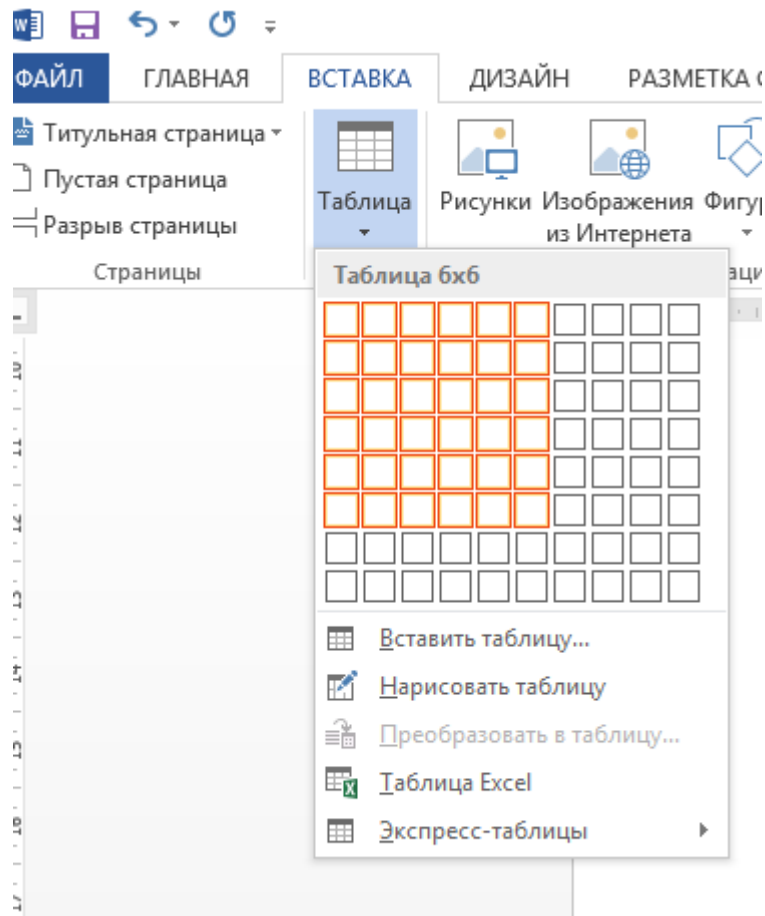 ФАЙЛ ГЛАВНАЯ ВСТАВКА ДИЗАЙН РАЗМЕТКА
Титульная страница
Пустая страница
Разрыв страницы
Страницы
Таблица
Рисунки
Изображения
из Интернета
Таблица 6x6
Вставить таблицу...
Нарисовать таблицу
Преобразовать в таблицу...
Таблица Excel
Экспресс-таблицы